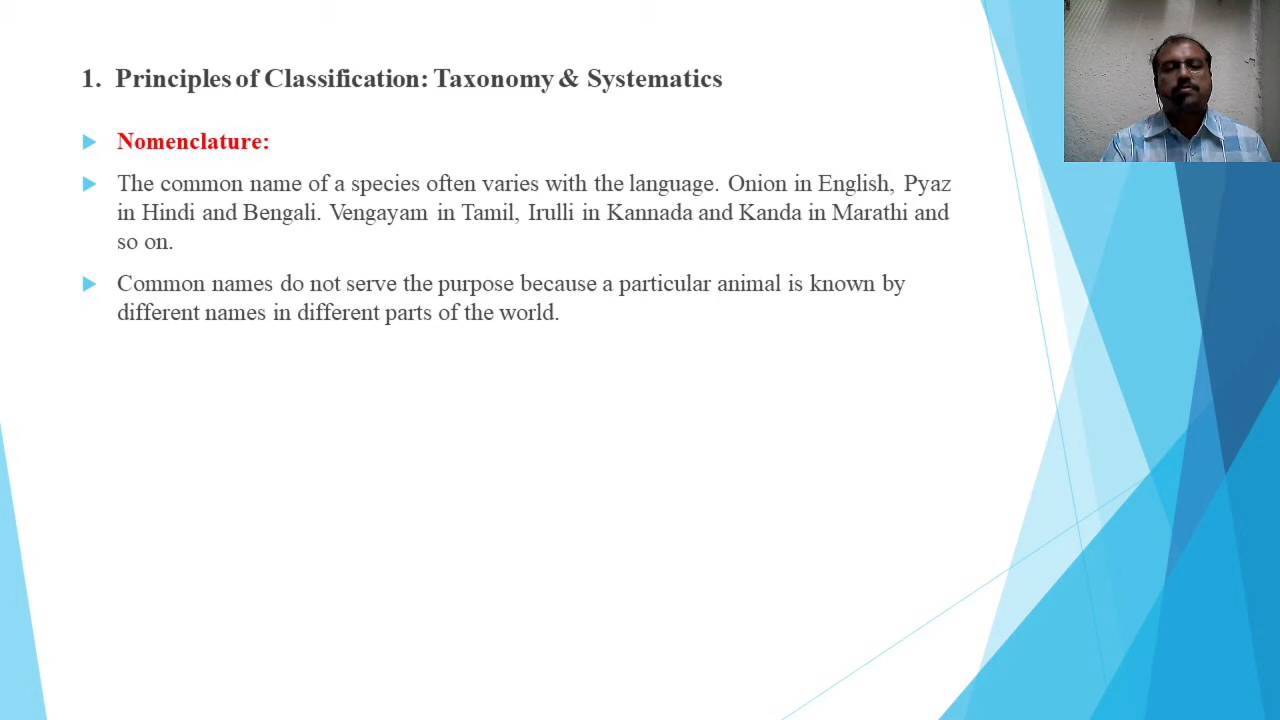 1. Principles of Classification: Taxonomy & Systematics
Nomenclature:
The common name of a species often varies with the language. Onion in English, Pyaz
in Hindi and Bengali. Vengayam in Tamil, Irulli in Kannada and Kanda in Marathi and
so on.
Common names do not serve the purpose because a particular animal is known by
different names in different parts of the world.